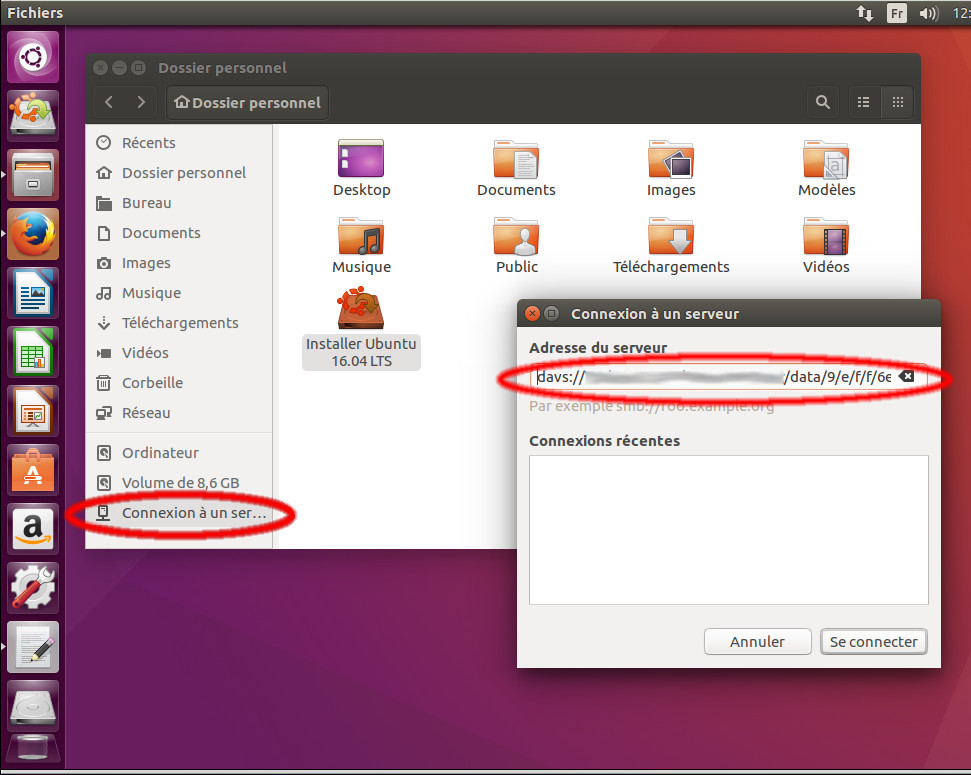 Fichiers
Fr
12:
Dossier personnel
Dossier personnel
Récents
Dossier personnel
Bureau
Documents
Images
Musique
Téléchargements
Vidéos
Corbeille
Réseau
Ordinateur
Volume de 8,6 GB
Connexion à un ser...
Desktop
Documents
Images
Modèles
Musique
Public
Téléchargements
Vidéos
Installer Ubuntu
16.04 LTS
Connexion à un serveur
Adresse du serveur
davs:// /data/9/e/f/f/6e
Par exemple smb://foo.example.org
Connexions récentes
Annuler
Se connecter